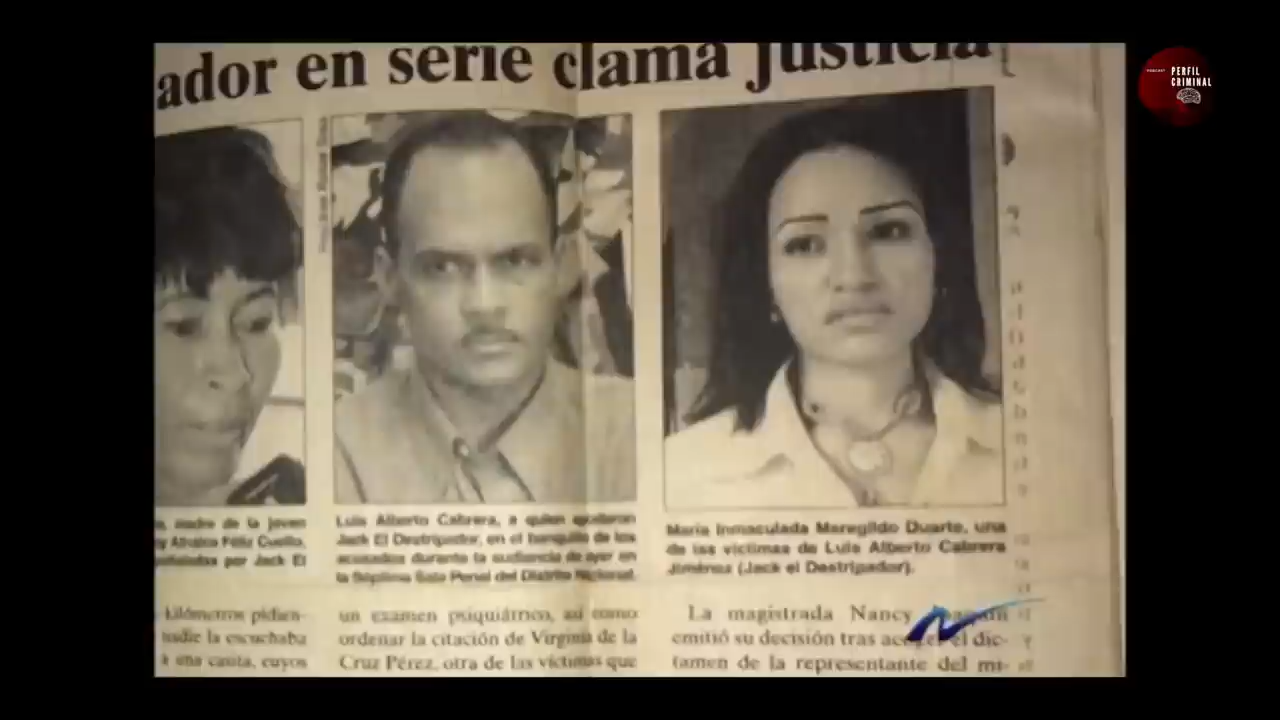 ador en serie clama justicia
PODCAST
PERFIL
CRIMINAL
madre de la joven
Féliz Cuello,
por Jack El
Luis Alberto Cabrera, a quien apodaron
Jack El Destripador, en el banquillo de los
acusados durante la audiencia de ayer en
la Séptima Sala Penal del Distrito Nacional.
María Inmaculada Meregildo Duarte, una
de las víctimas de Luis Alberto Cabrera
Jiménez (Jack el Destripador).
kilómetros pidien-
nadie la escuchaba
a una casita, cuyos
un examen psiquiátrico, así como
ordenar la citación de Virginia de la
Cruz Pérez, otra de las víctimas que
La magistrada Nancy
emitió su decisión tras el dic-
tamen de la representante del mi-